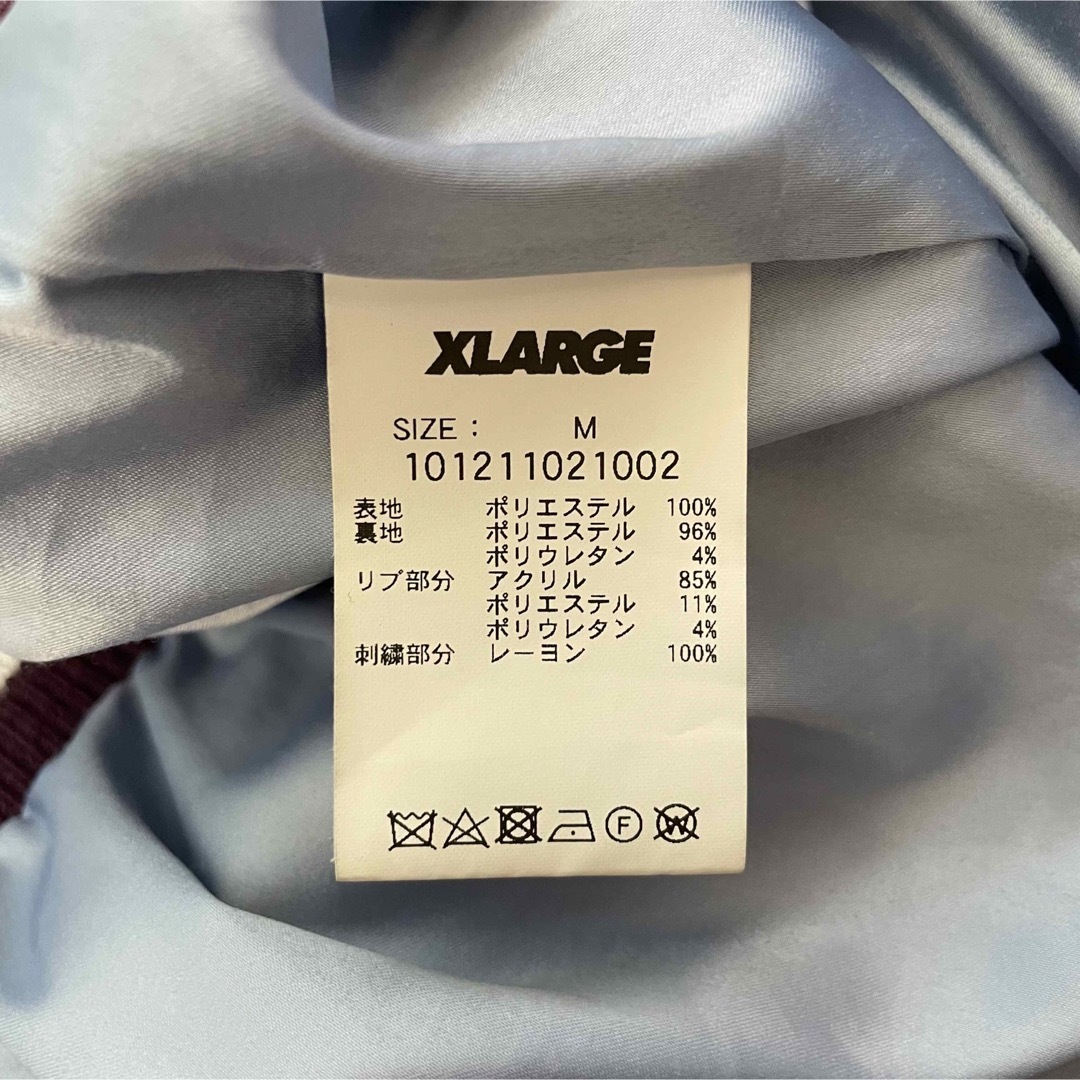 XLARGE
SIZE : M
101211021002
表地 ポリエステル 100%
裏地 ポリエステル 96%
ポリウレタン 4%
リブ部分 アクリル 85%
ポリエステル 11%
ポリウレタン 4%
刺繍部分 レーヨン 100%
F W